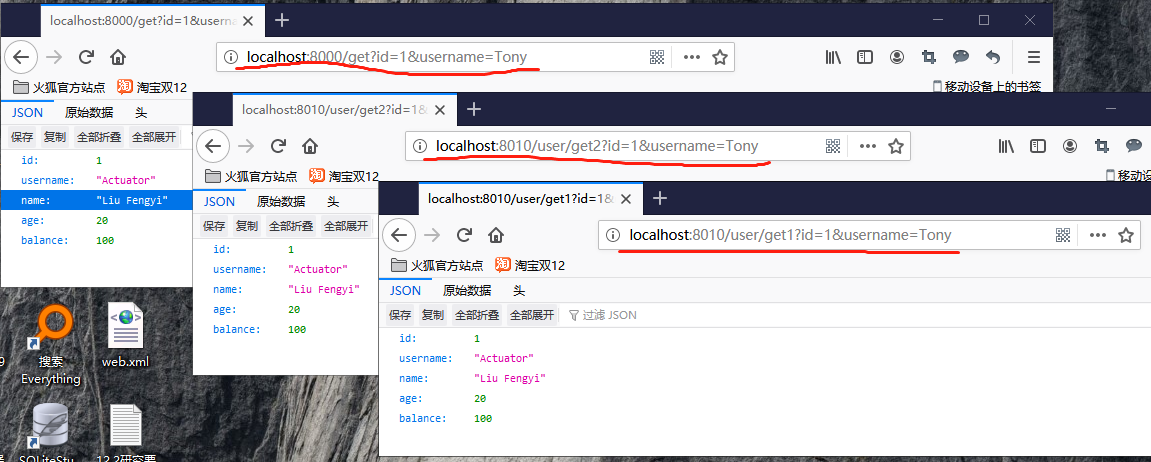 localhost:8000/get?id=1&userna
localhost:8000/get?id=1&username=Tony
火狐官方站点 淘宝双12 移动设备上的书签
JSON 原始数据 头
保存 复制 全部折叠 全部展开
id: 1
username: "Actuator"
name: "Liu Fengyi"
age: 20
balance: 100
localhost:8010/user/get2?id=1&
localhost:8010/user/get2?id=1&username=Tony
火狐官方站点 淘宝双12 移动设
JSON 原始数据 头
保存 复制 全部折叠 全部展开
id: 1
username: "Actuator"
name: "Liu Fengyi"
age: 20
balance: 100
localhost:8010/user/get1?id=1&
localhost:8010/user/get1?id=1&username=Tony
火狐官方站点 淘宝双12
JSON 原始数据 头
保存 复制 全部折叠 全部展开 过滤 JSON
id: 1
username: "Actuator"
name: "Liu Fengyi"
age: 20
balance: 100
搜索
Everything
web.xml
SQLiteStu
12.2研究要